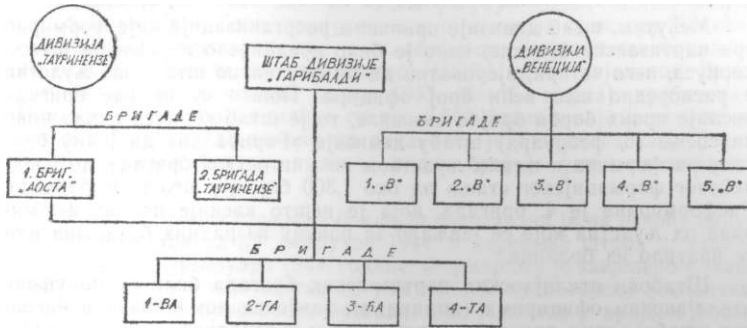 ДИВИЗИЈА
„ТАУРИНЕНЗЕ"
ШТАБ ДИВИЗИЈЕ
„ГАРИБАЛДИ"
ДИВИЗИЈА
„ВЕНЕЦИЈА"
БРИГАДЕ
БРИГАДЕ
1. БРИГ.
„АОСТА"
2. БРИГАДА
„ТАУРИНЕНЗЕ"
1. „В"
2. „В"
3. „В"
4. „В"
5. „В"
БРИГАДЕ
1-ВА
2-ГА
3-ЋА
4-ТА